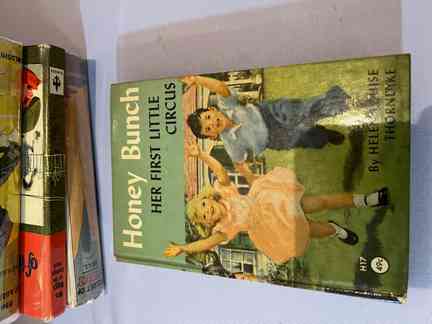 Honey Bunch
HER FIRST LITTLE
CIRCUS
By HELEN LOUISE
THORNDYKE
H17
49¢